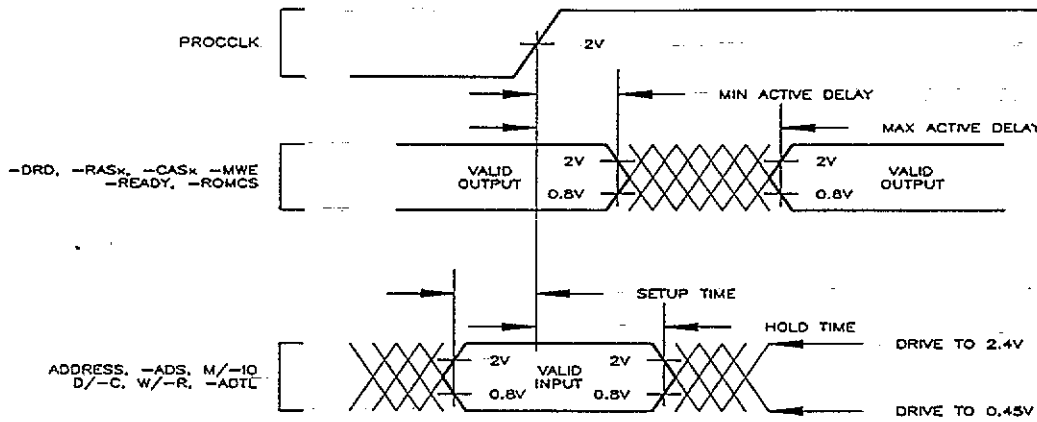 PROCCLK
2V
MIN ACTIVE DELAY
MAX ACTIVE DELAY
-DRD, -RASx, -CASx -MWE
-READY, -ROMCS
VALID
OUTPUT
2V
0.8V
2V
0.8V
VALID
OUTPUT
SETUP TIME
HOLD TIME
ADDRESS, -ADS, M/-IO
D/-C, W/-R, -ADTL
2V
0.8V
VALID
INPUT
2V
0.8V
DRIVE TO 2.4V
DRIVE TO 0.45V